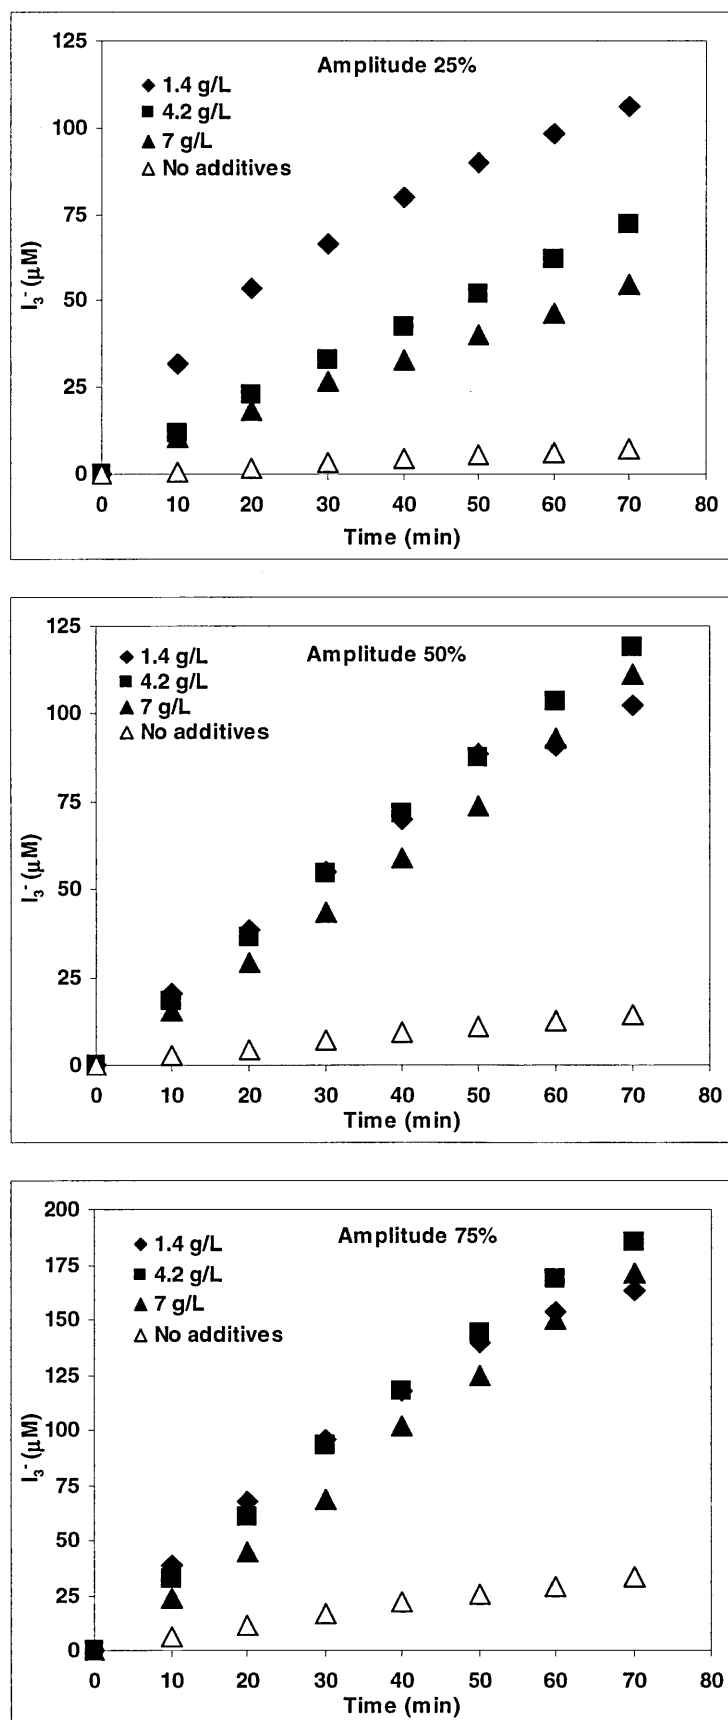 Amplitude 25%
◆ 1.4 g/L
■ 4.2 g/L
▲ 7 g/L
△ No additives
I₃⁻ (μM)
125
100
75
50
25
0
0 10 20 30 40 50 60 70 80
Time (min)
Amplitude 50%
◆ 1.4 g/L
■ 4.2 g/L
▲ 7 g/L
△ No additives
I₃⁻ (μM)
125
100
75
50
25
0
0 10 20 30 40 50 60 70 80
Time (min)
Amplitude 75%
◆ 1.4 g/L
■ 4.2 g/L
▲ 7 g/L
△ No additives
I₃⁻ (μM)
200
175
150
125
100
75
50
25
0
0 10 20 30 40 50 60 70 80
Time (min)